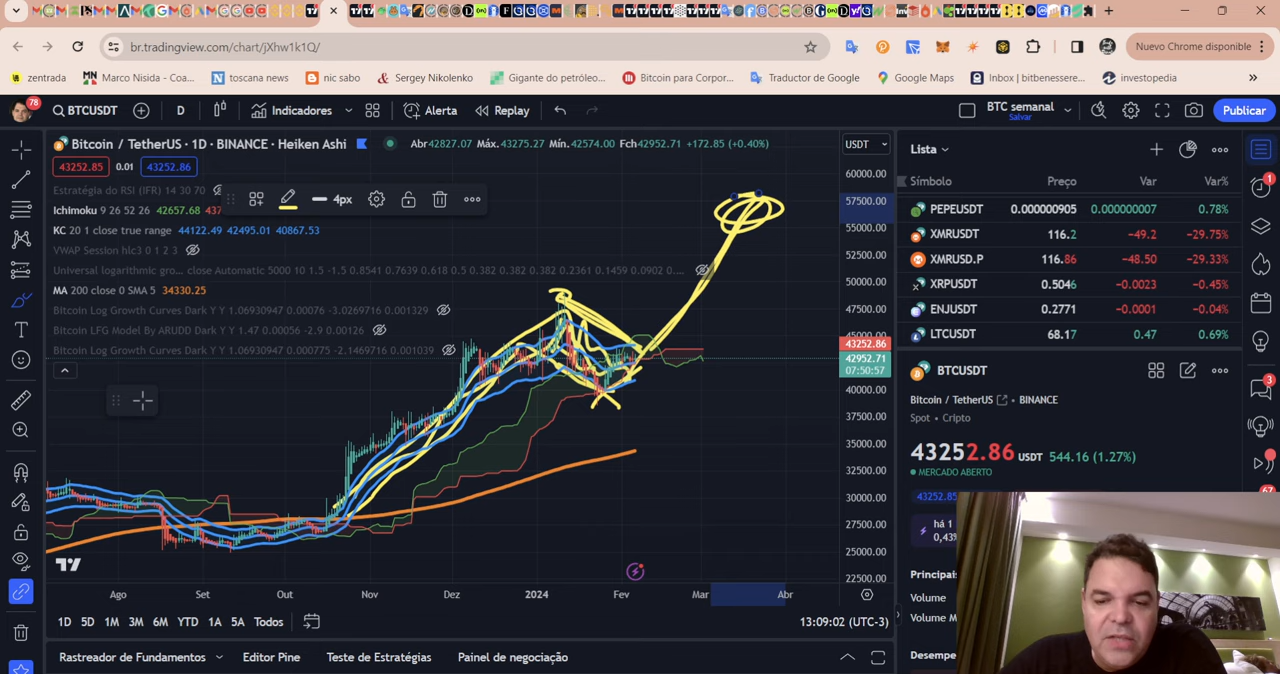 br.tradingview.com/chart/jXhw1k1Q/
Nuevo Chrome disponible
zentrada
Marco Nisida - Coa...
toscana news
nic sabo
Sergey Nikolenko
Gigante do petróleo...
Bitcoin para Corpor...
Traductor de Google
Google Maps
Inbox | bitbenessere...
investopedia
78
BTCUSDT
D
Indicadores
Alerta
Replay
BTC semanal
Salvar
Publicar
Bitcoin / TetherUS · 1D · BINANCE · Heiken Ashi
Abr42827.07 Máx.43275.27 Mín.42574.00 Fch42952.71 +172.85 (+0.40%)
43252.85
0.01
43252.86
Estratégia do RSI (IFR) 14 30 70
4px
Ichimoku 9 26 52 26 42657.68
KC 20 1 close true range 44122.49 42495.01 40867.53
VWAP Session hlc3 0 1 2 3
Universal logarithmic gro... close Automatic 5000 10 1.5 -1.5 0.8541 0.7639 0.618 0.5 0.382 0.382 0.382 0.2361 0.1459 0.0902 0....
MA 200 close 0 SMA 5 34330.25
Bitcoin Log Growth Curves Dark Y Y 1.06930947 0.00076 -3.0269716 0.001329
Bitcoin LFG Model By ARUDD Dark Y Y 1.47 0.00056 -2.9 0.00126
Bitcoin Log Growth Curves Dark Y Y 1.06930947 0.000775 -2.1469716 0.001039
USDT
60000.00
57500.00
55000.00
52500.00
50000.00
47500.00
45000.00
43252.86
42952.71
07:50:57
40000.00
37500.00
35000.00
32500.00
30000.00
27500.00
25000.00
22500.00
Ago
Set
Out
Nov
Dez
2024
Fev
Mar
Abr
1D 5D 1M 3M 6M YTD 1A 5A Todos
13:09:02 (UTC-3)
Rastreador de Fundamentos
Editor Pine
Teste de Estratégias
Painel de negociação
Lista
Símbolo Preço Var Var%
PEPEUSDT 0.000000905 0.000000007 0.78%
XMRUSDT 116.2 −49.2 −29.75%
XMRUSD.P 116.86 −48.50 −29.33%
XRPUSDT 0.5046 −0.0023 −0.45%
ENJUSDT 0.2771 −0.0001 −0.04%
LTCUSDT 68.17 0.47 0.69%
BTCUSDT
Bitcoin / TetherUS • BINANCE
Spot • Cripto
43252.86 USDT 544.16 (1.27%)
MERCADO ABERTO
43252.85
há 1
0,43%
Principais
Volume
Volume M
Desempe
1
3
67